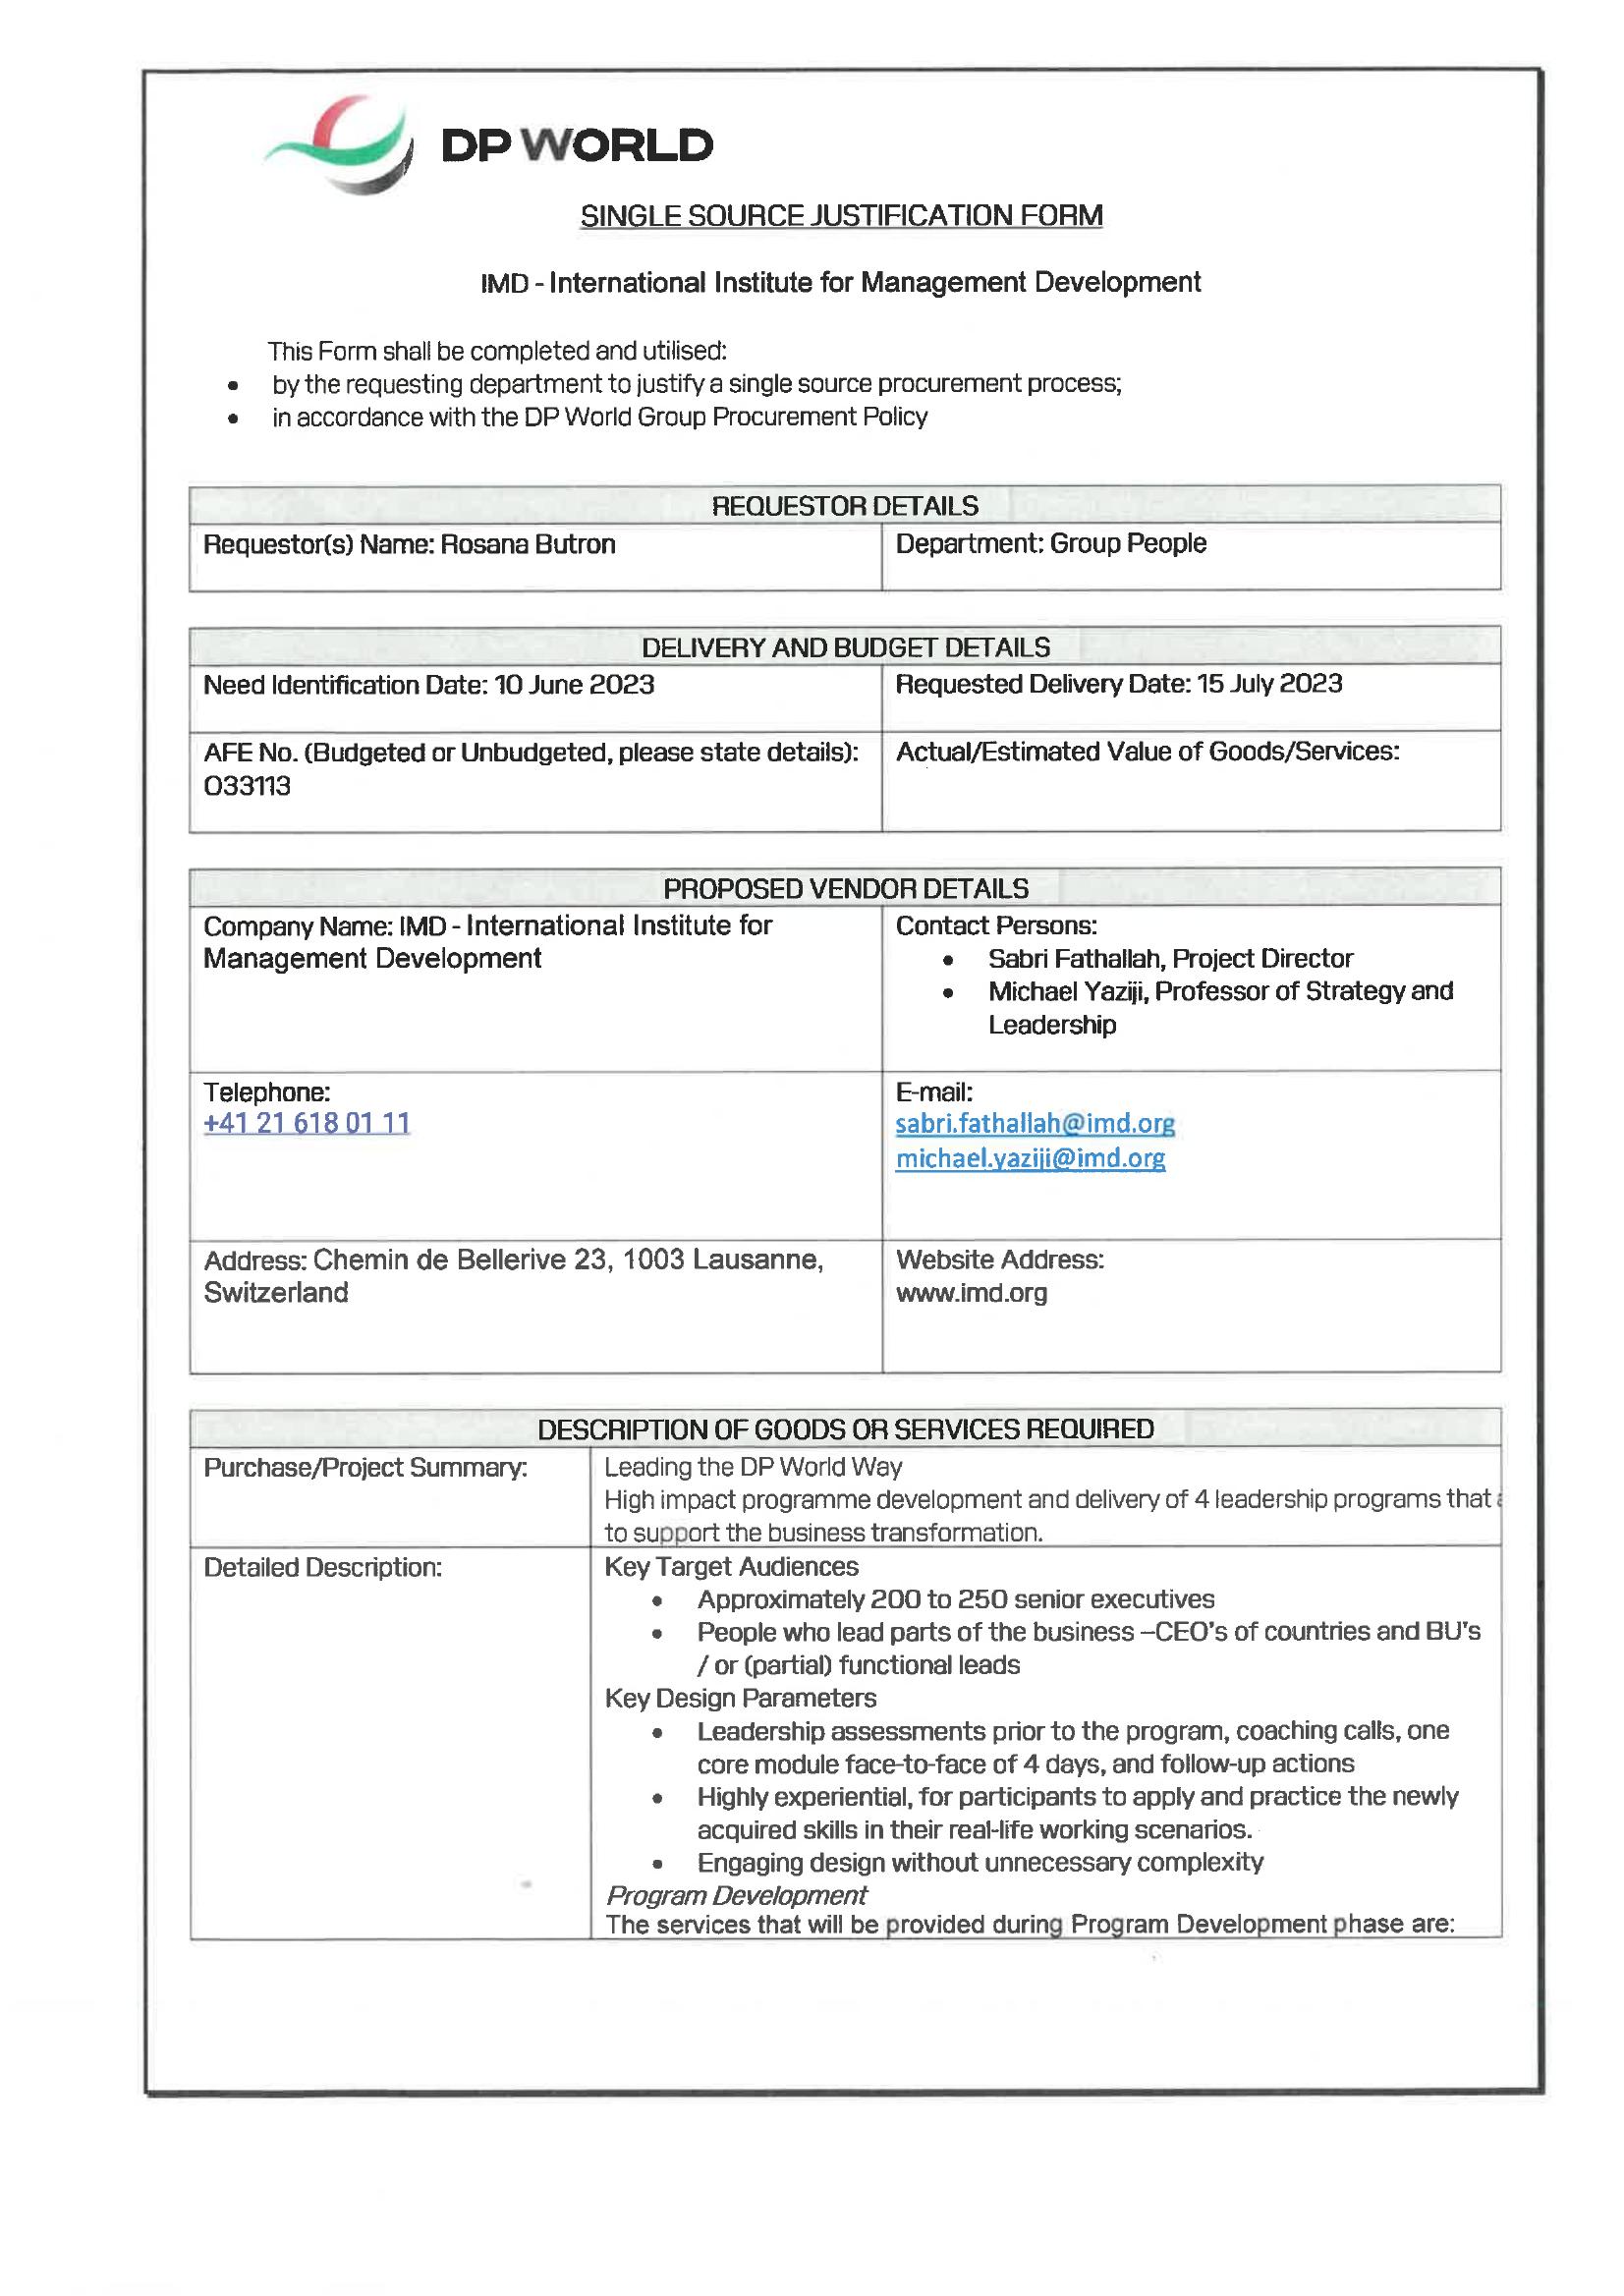 DP WORLD
SINGLE SOURCE JUSTIFICATION FORM
IMD - International Institute for Management Development
This Form shall be completed and utilised:
• by the requesting department to justify a single source procurement process;
• in accordance with the DP World Group Procurement Policy
REQUESTOR DETAILS
Requestor(s) Name: Rosana Butron
Department: Group People
DELIVERY AND BUDGET DETAILS
Need Identification Date: 10 June 2023
Requested Delivery Date: 15 July 2023
AFE No. (Budgeted or Unbudgeted, please state details):
033113
Actual/Estimated Value of Goods/Services:
PROPOSED VENDOR DETAILS
Company Name: IMD - International Institute for
Management Development
Contact Persons:
• Sabri Fathallah, Project Director
• Michael Yaziji, Professor of Strategy and
Leadership
Telephone:
+41 21 618 01 11
E-mail:
sabri.fathallah@imd.org
michael.yaziji@imd.org
Address: Chemin de Bellerive 23, 1003 Lausanne,
Switzerland
Website Address:
www.imd.org
DESCRIPTION OF GOODS OR SERVICES REQUIRED
Purchase/Project Summary:
Leading the DP World Way
High impact programme development and delivery of 4 leadership programs that
to support the business transformation.
Detailed Description:
Key Target Audiences
• Approximately 200 to 250 senior executives
• People who lead parts of the business –CEO's of countries and BU's
/ or (partial) functional leads
Key Design Parameters
• Leadership assessments prior to the program, coaching calls, one
core module face-to-face of 4 days, and follow-up actions
• Highly experiential, for participants to apply and practice the newly
acquired skills in their real-life working scenarios.
• Engaging design without unnecessary complexity
Program Development
The services that will be provided during Program Development phase are: